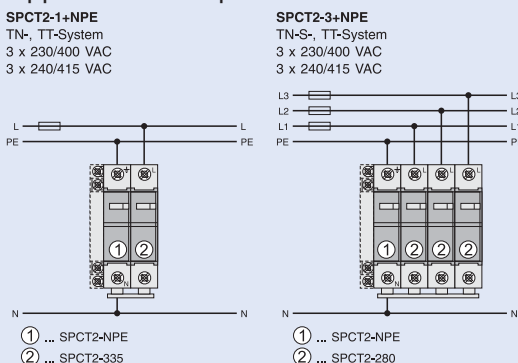 SPCT2-1+NPE
TN-, TT-System
3 x 230/400 VAC
3 x 240/415 VAC
L L
PE PE
L
1 2
N
N N
1 ... SPCT2-NPE
2 ... SPCT2-335
SPCT2-3+NPE
TN-S-, TT-System
3 x 230/400 VAC
3 x 240/415 VAC
L3 L3
L2 L2
L1 L1
PE P
L L L
1 2 2 2
N
N N
1 ... SPCT2-NPE
2 ... SPCT2-280